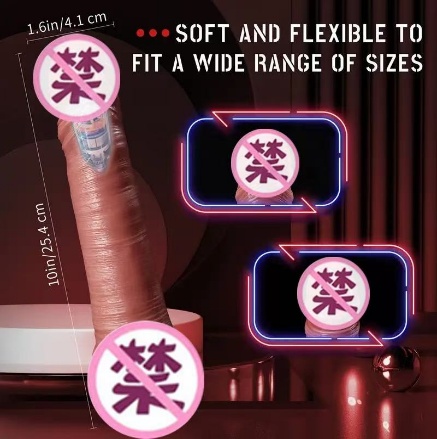 1.6in/4.1 cm
SOFT AND FLEXIBLE TO
FIT A WIDE RANGE OF SIZES
禁
禁
禁
10in/25.4 cm
禁